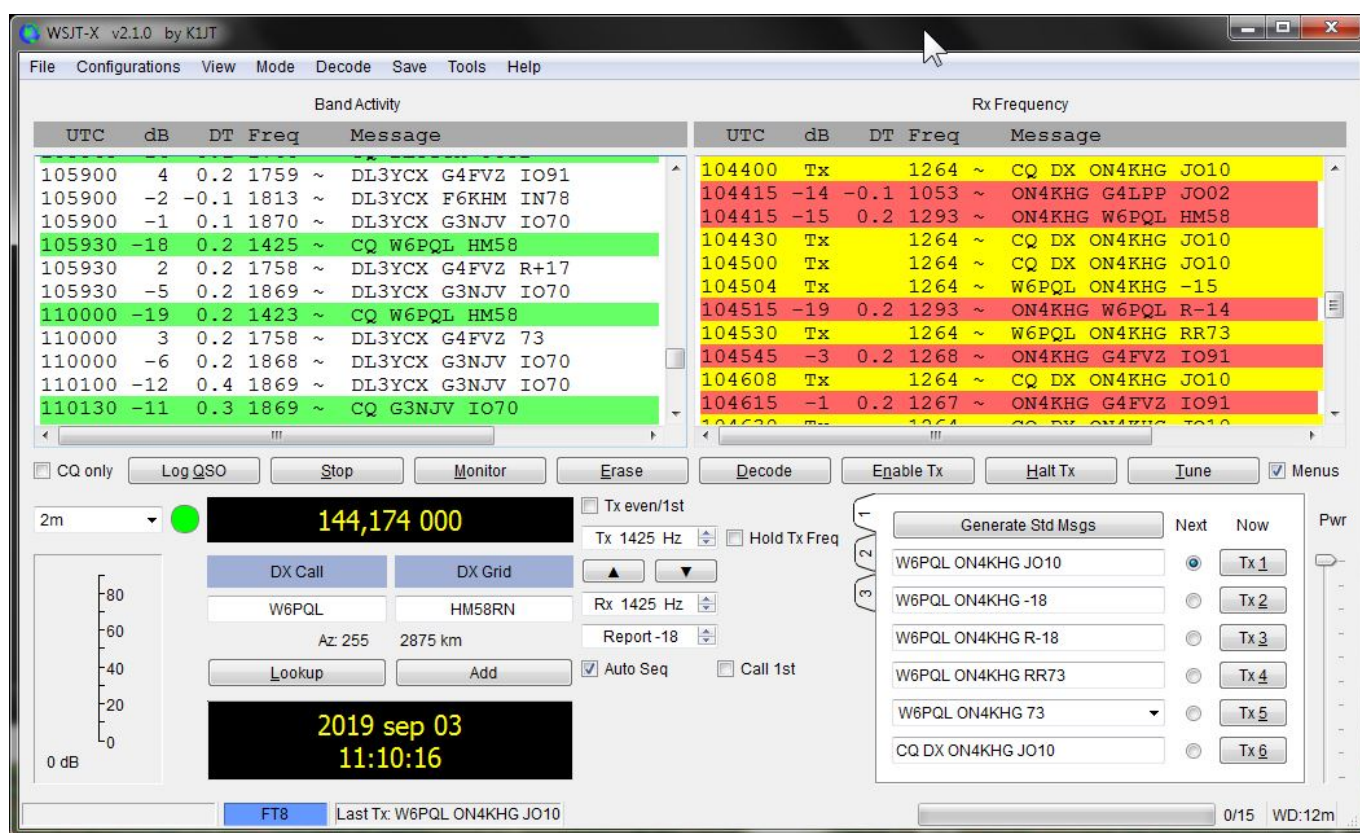 WSJT-X v2.1.0 by K1JT
File Configurations View Mode Decode Save Tools Help
Band Activity
UTC dB DT Freq Message
105900 4 0.2 1759 ~ DL3YCX G4FVZ IO91
105900 -2 -0.1 1813 ~ DL3YCX F6KHM IN78
105900 -1 0.1 1870 ~ DL3YCX G3NJV IO70
105930 -18 0.2 1425 ~ CQ W6PQL HM58
105930 2 0.2 1758 ~ DL3YCX G4FVZ R+17
105930 -5 0.2 1869 ~ DL3YCX G3NJV IO70
110000 -19 0.2 1423 ~ CQ W6PQL HM58
110000 3 0.2 1758 ~ DL3YCX G4FVZ 73
110000 -6 0.2 1868 ~ DL3YCX G3NJV IO70
110100 -12 0.4 1869 ~ DL3YCX G3NJV IO70
110130 -11 0.3 1869 ~ CQ G3NJV IO70
Rx Frequency
UTC dB DT Freq Message
104400 Tx 1264 ~ CQ DX ON4KHG JO10
104415 -14 -0.1 1053 ~ ON4KHG G4LPP JO02
104415 -15 0.2 1293 ~ ON4KHG W6PQL HM58
104430 Tx 1264 ~ CQ DX ON4KHG JO10
104500 Tx 1264 ~ CQ DX ON4KHG JO10
104504 Tx 1264 ~ W6PQL ON4KHG -15
104515 -19 0.2 1293 ~ ON4KHG W6PQL R-14
104530 Tx 1264 ~ W6PQL ON4KHG RR73
104545 -3 0.2 1268 ~ ON4KHG G4FVZ IO91
104608 Tx 1264 ~ CQ DX ON4KHG JO10
104615 -1 0.2 1267 ~ ON4KHG G4FVZ IO91
CQ only Log QSO Stop Monitor Erase Decode Enable Tx Halt Tx Tune Menus
2m
144,174 000
DX Call DX Grid
W6PQL HM58RN
Az: 255 2875 km
Lookup Add
2019 sep 03
11:10:16
80
60
40
20
0
0 dB
Tx even/1st
Tx 1425 Hz Hold Tx Freq
▲ ▼
Rx 1425 Hz
Report -18
Auto Seq Call 1st
1
2
3
Generate Std Msgs Next Now Pwr
W6PQL ON4KHG JO10 Tx 1
W6PQL ON4KHG -18 Tx 2
W6PQL ON4KHG R-18 Tx 3
W6PQL ON4KHG RR73 Tx 4
W6PQL ON4KHG 73 Tx 5
CQ DX ON4KHG JO10 Tx 6
FT8 Last Tx: W6PQL ON4KHG JO10 0/15 WD:12m